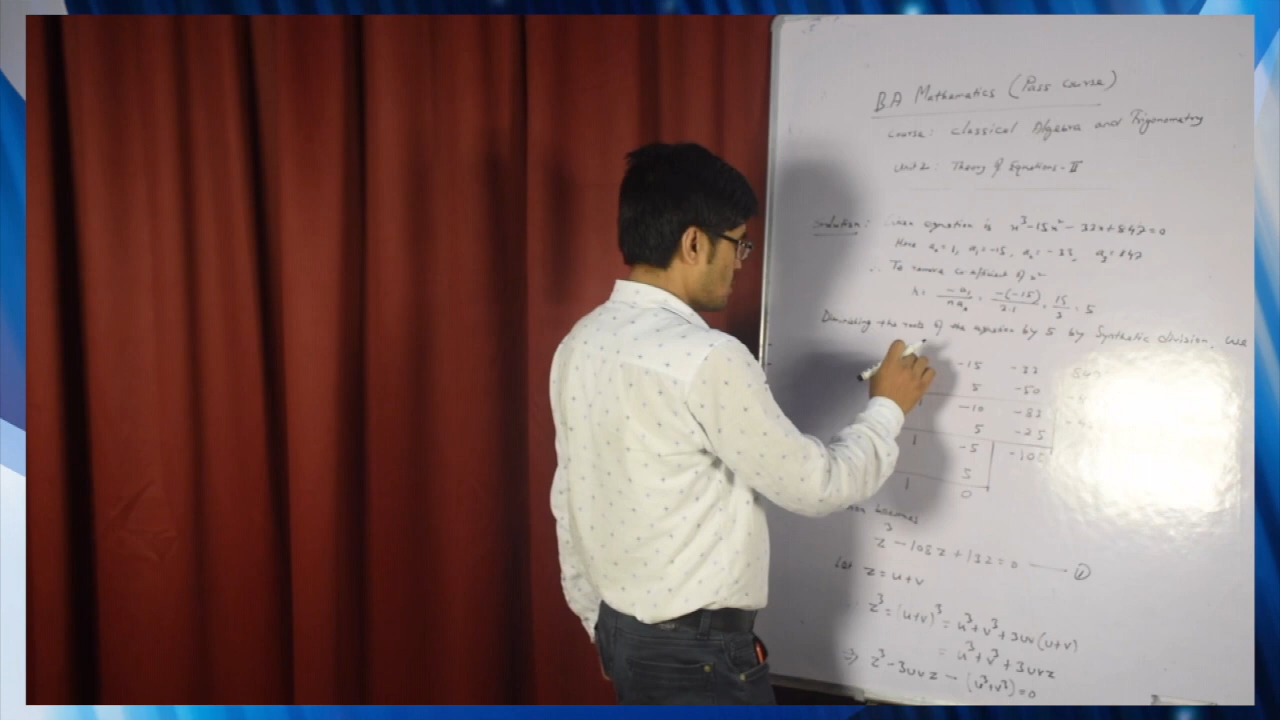 BA Mathematics (Pass Course)
Course: Classical Algebra and Trigonometry
Unit 2: Theory of Equations - II
Solution: Given equation is x³-15x²-33x+847=0
Here a₀=1, a₁=-15, a₂=-33, a₃=847
∴ To remove coefficient of x²
h = -a₁/na₀ = -(-15)/3·1 = 15/3 = 5
Diminishing the roots of the equation by 5 by Synthetic division, we
-15 -33 847
5 -50
-10 -83
5 -25
1 -5 -108
5
1 0
becomes
z³-108z+132=0 —— ①
Let z=u+v
∴ z³=(u+v)³ = u³+v³+3uv(u+v)
= u³+v³+3uvz
⇒ z³-3uvz-(u³+v³)=0